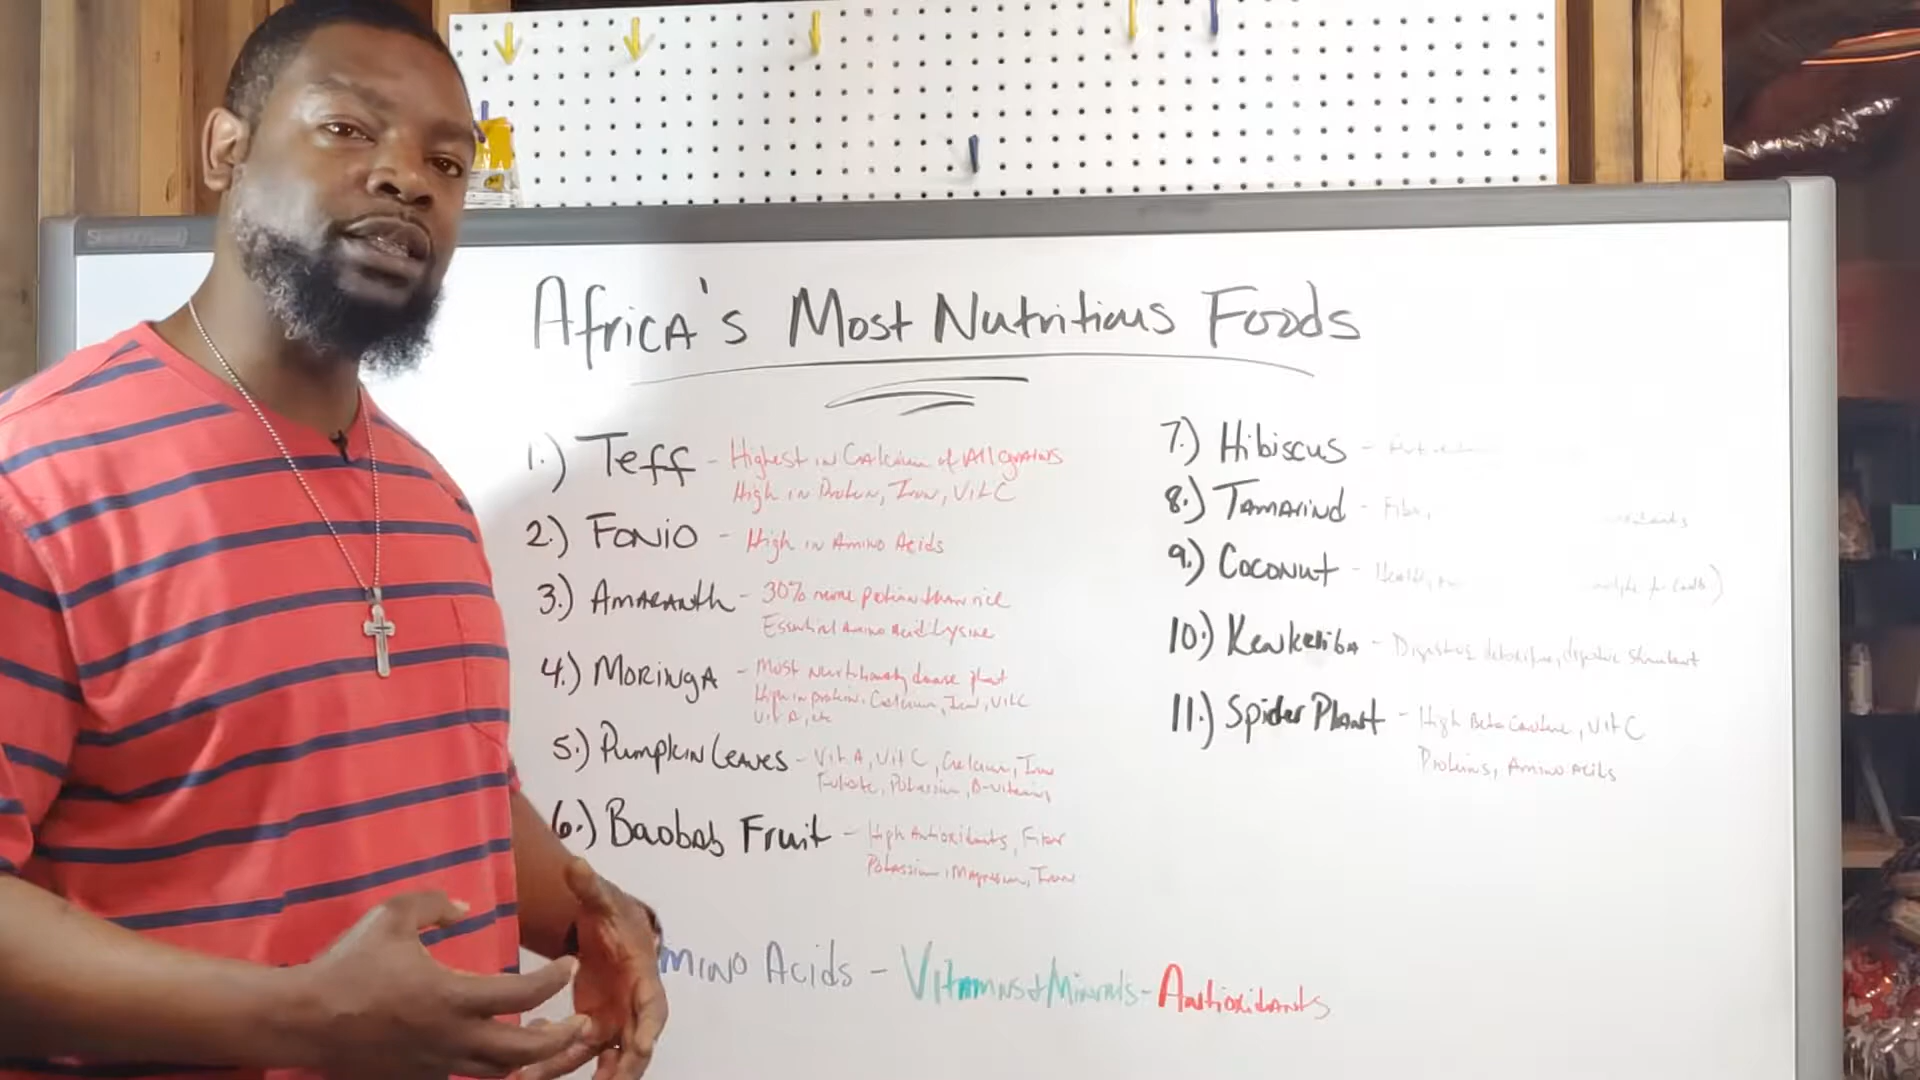 Africa's Most Nutritious Foods
1.) Teff - Highest in Calcium of All grains
High in Protein, Iron, Vit C
2.) Fonio - High in Amino Acids
3.) Amaranth - 30% more protein than rice
Essential Amino Acid Lysine
4.) Moringa - Most nutritionally dense plant
High in protein, Calcium, Iron, Vit C
Vit A, etc
5.) Pumpkin Leaves - Vit A, Vit C, Calcium, Iron
Folate, Potassium, B-vitamins
6.) Baobab Fruit - High Antioxidants, Fiber
Potassium, Magnesium, Iron
7.) Hibiscus -
8.) Tamarind - Fiber,
9.) Coconut -
10.) Kenkeliba - Digestive, detoxifier, digestive stimulant
11.) Spider Plant - High Beta Carotene, Vit C
Proteins, Amino Acids
mino Acids - Vitamins + Minerals - Antioxidants